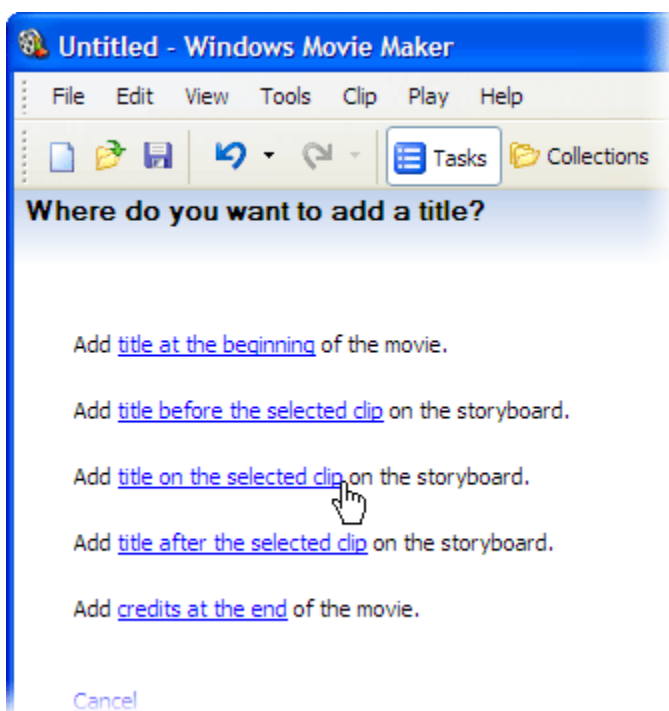 Untitled - Windows Movie Maker
File Edit View Tools Clip Play Help
Tasks Collections
Where do you want to add a title?
Add title at the beginning of the movie.
Add title before the selected clip on the storyboard.
Add title on the selected clip on the storyboard.
Add title after the selected clip on the storyboard.
Add credits at the end of the movie.
Cancel